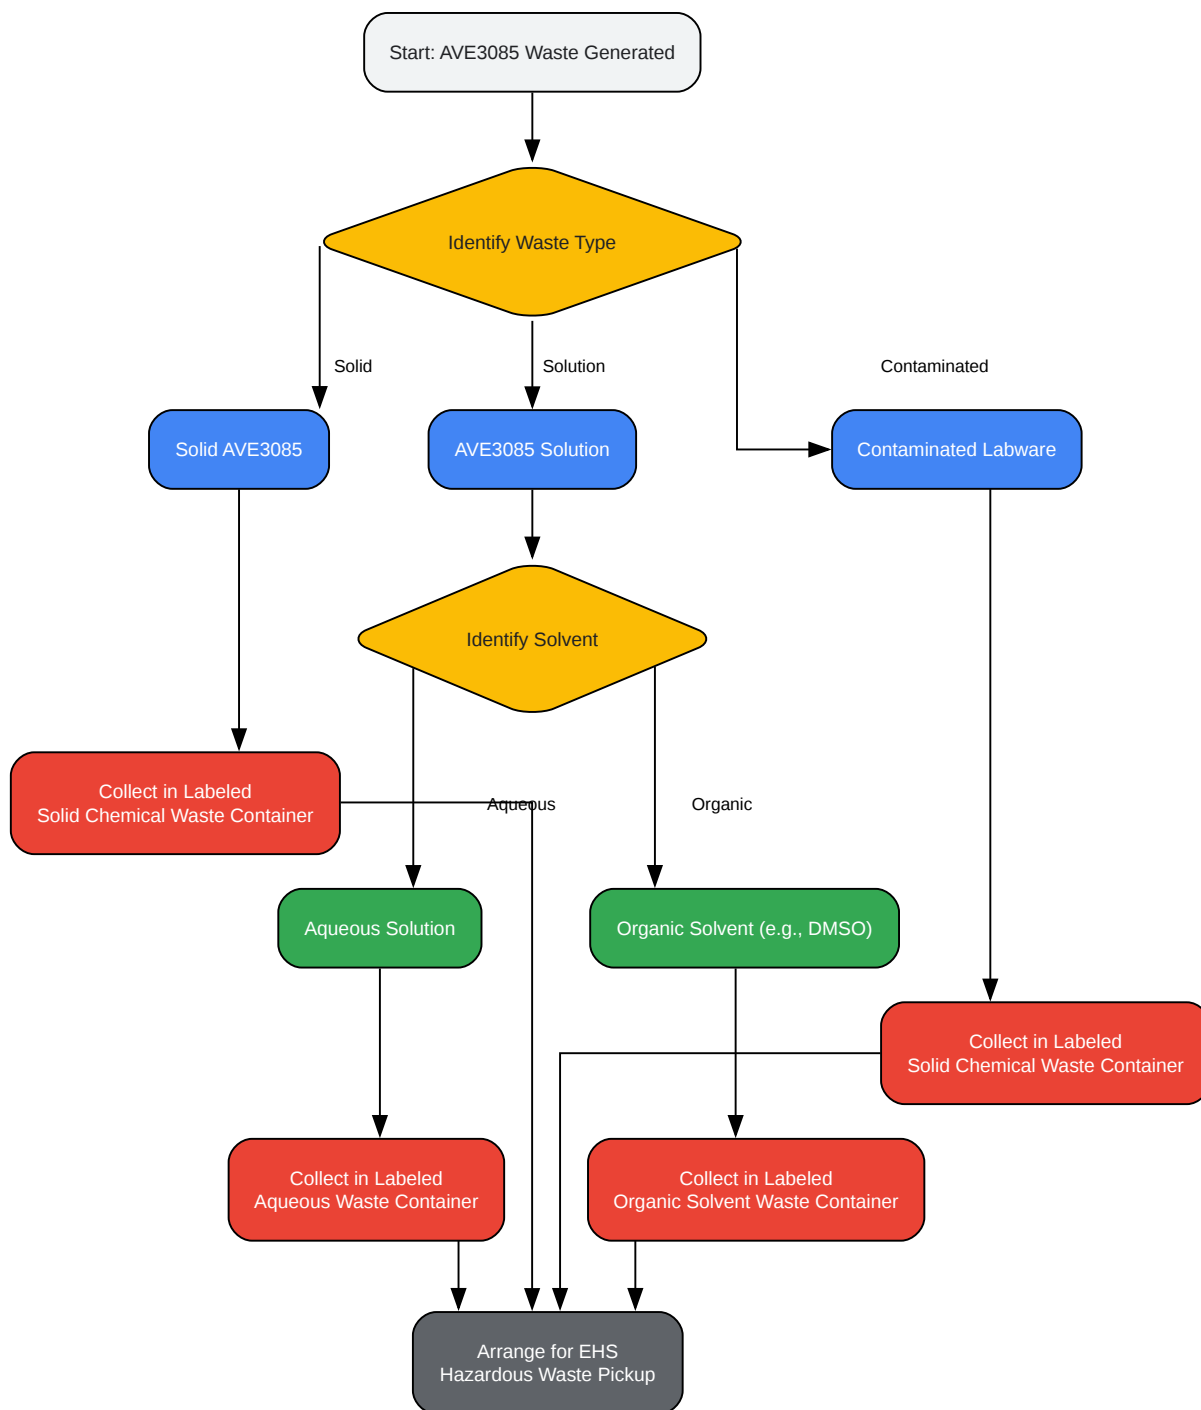 Start: AVE3085 Waste Generated
Identify Waste Type
Solid
Solution
Contaminated
Solid AVE3085
AVE3085 Solution
Contaminated Labware
Identify Solvent
Collect in Labeled
Solid Chemical Waste Container
Aqueous
Organic
Aqueous Solution
Organic Solvent (e.g., DMSO)
Collect in Labeled
Solid Chemical Waste Container
Collect in Labeled
Aqueous Waste Container
Collect in Labeled
Organic Solvent Waste Container
Arrange for EHS
Hazardous Waste Pickup